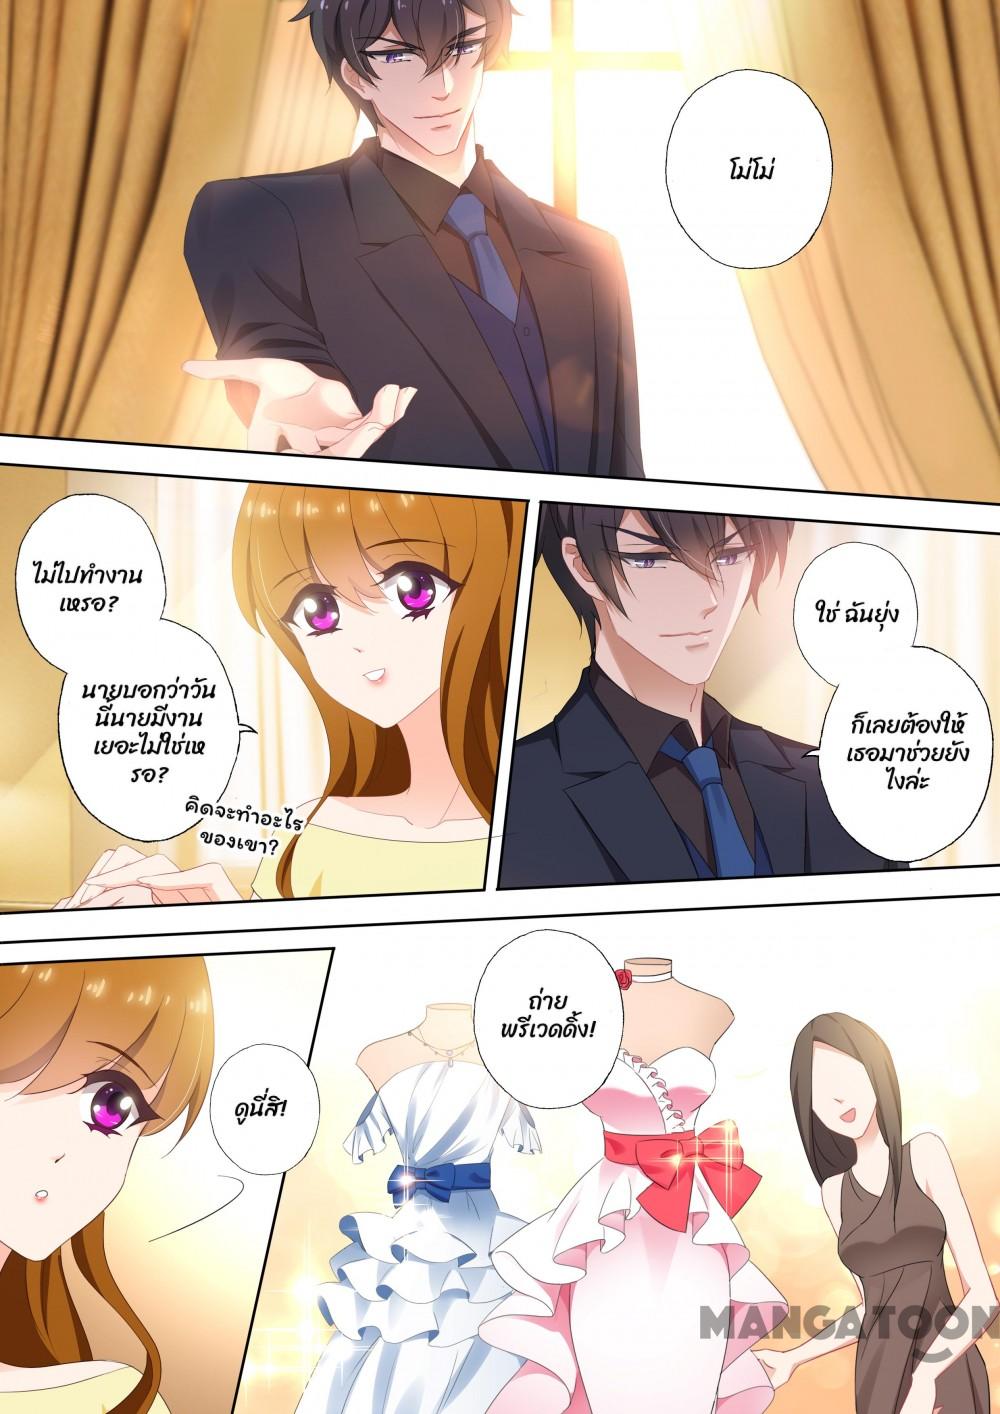 โม่โม่
ไม่ไปทำงาน
เหรอ?
นายบอกว่าวัน
นี้นายมีงาน
เยอะไม่ใช่เห
รอ?
คิดจะทำอะไร
ของเขา?
ใช่ ฉันยุ่ง
ก็เลยต้องให้
เธอมาช่วยยัง
ไงล่ะ
ดูนี่สิ!
ถ่าย
พรีเวดดิ้ง!
MANGATOON